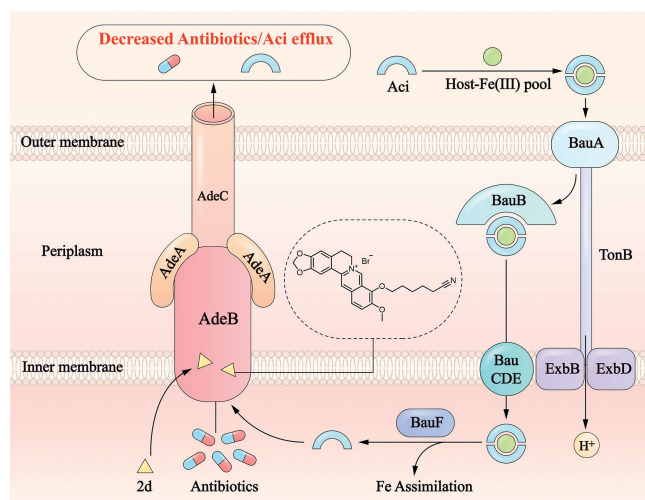 Decreased Antibiotics/Aci efflux
Aci
Host-Fe(III) pool
Outer membrane
AdeC
BauA
BauB
Periplasm
AdeA
AdeA
TonB
O
O
N+
Br−
O
N
O
AdeB
Inner membrane
Bau
CDE
ExbB
ExbD
BauF
H+
2d
Antibiotics
Fe Assimilation